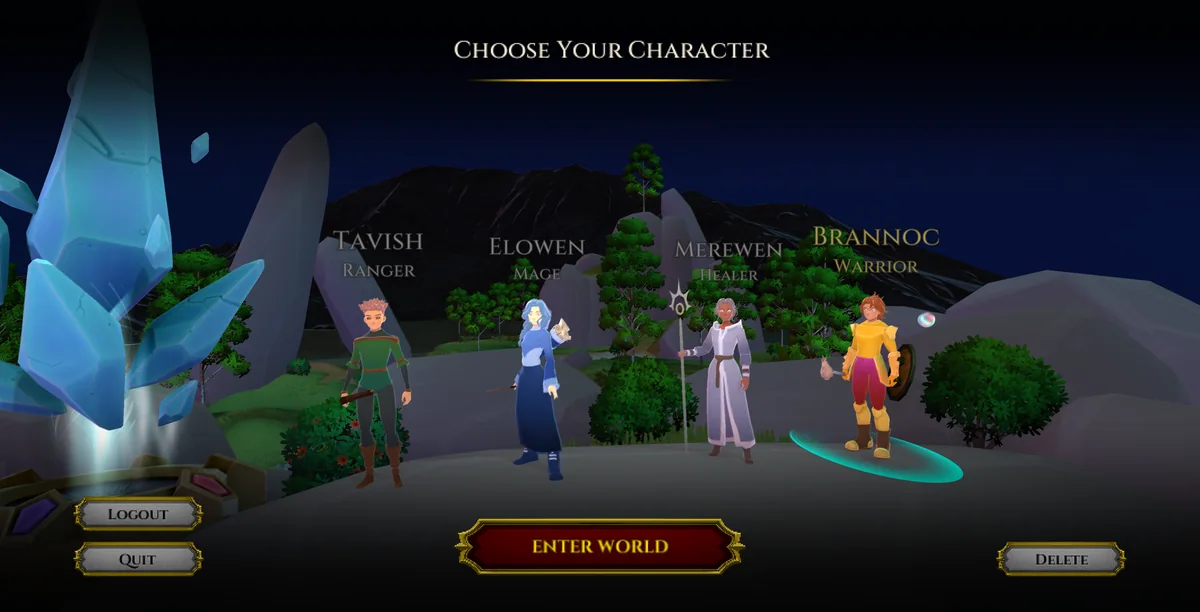 Choose Your Character
Tavish
Ranger
Elowen
Mage
Merewen
Healer
Brannoc
Warrior
Logout
Quit
Enter World
Delete